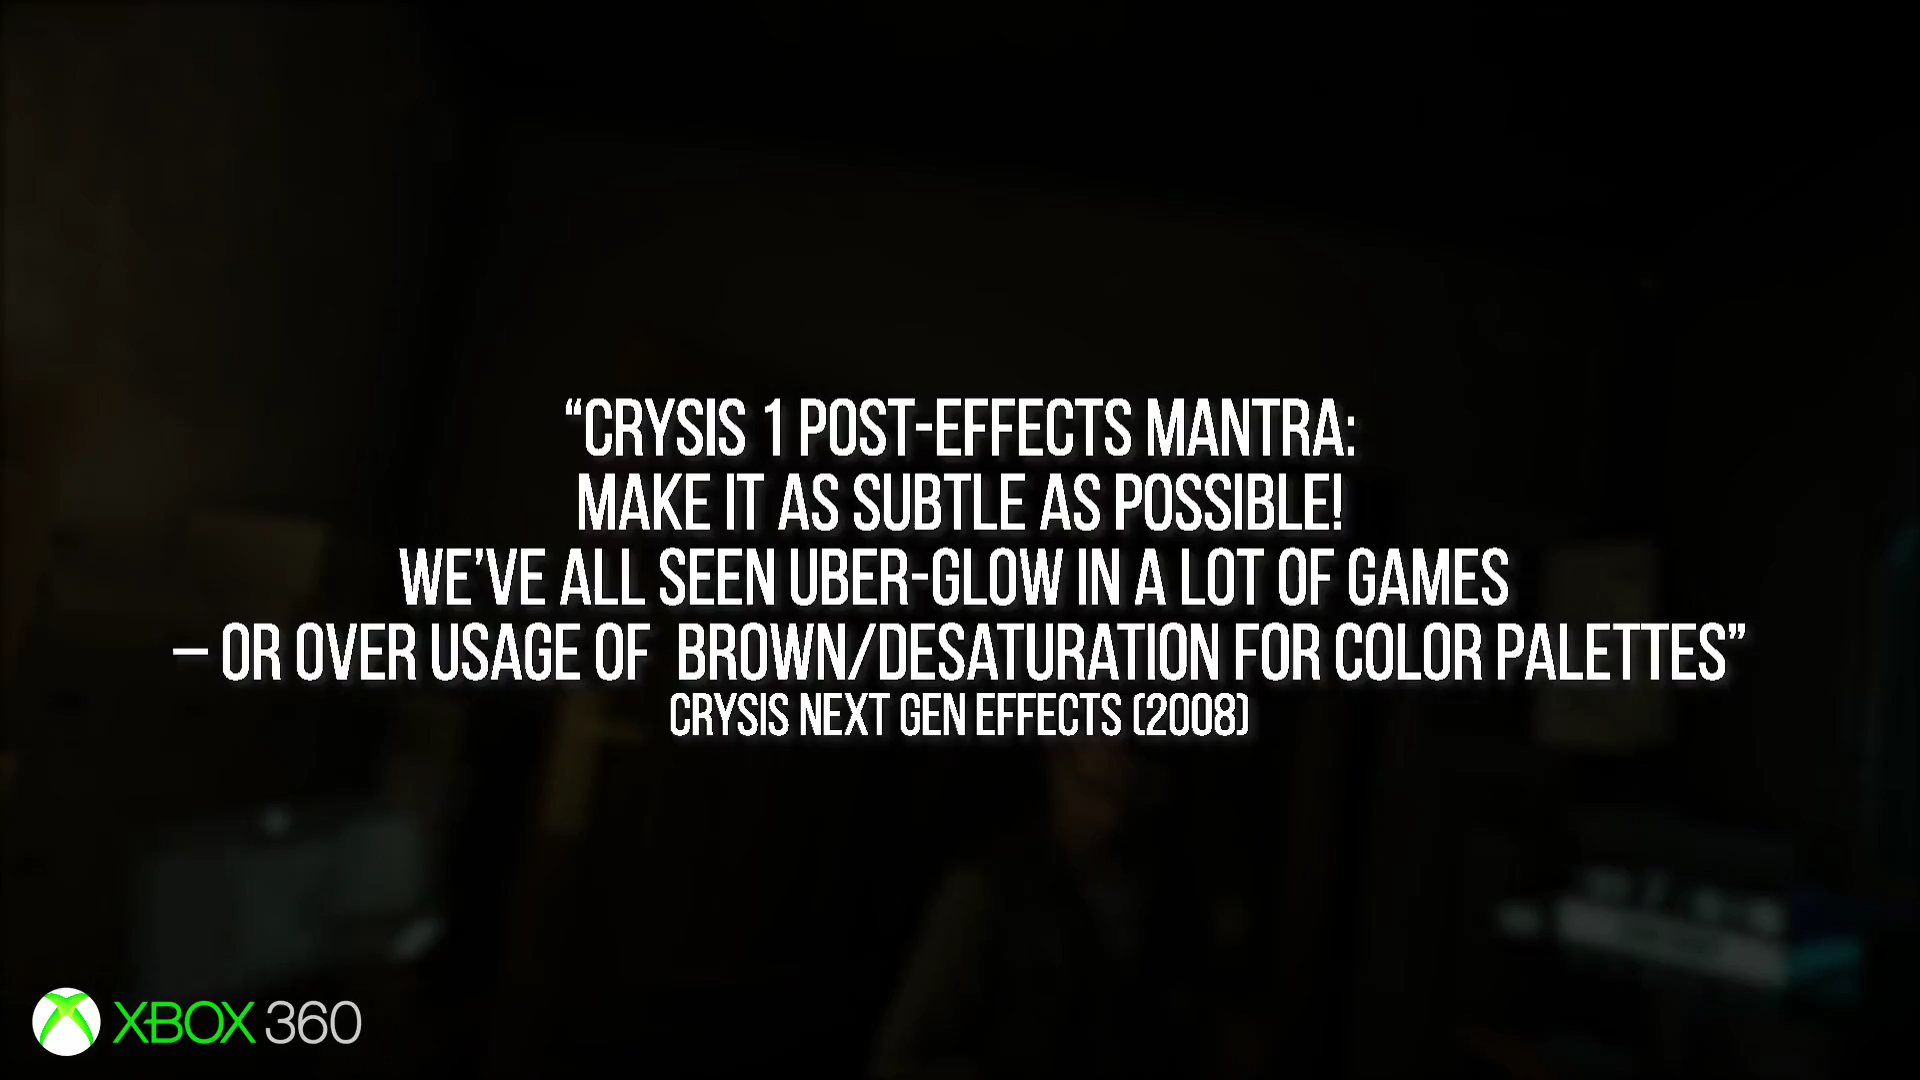 “CRYSIS 1 POST-EFFECTS MANTRA:
MAKE IT AS SUBTLE AS POSSIBLE!
WE’VE ALL SEEN UBER-GLOW IN A LOT OF GAMES
– OR OVER USAGE OF  BROWN/DESATURATION FOR COLOR PALETTES”
CRYSIS NEXT GEN EFFECTS (2008)
XBOX 360